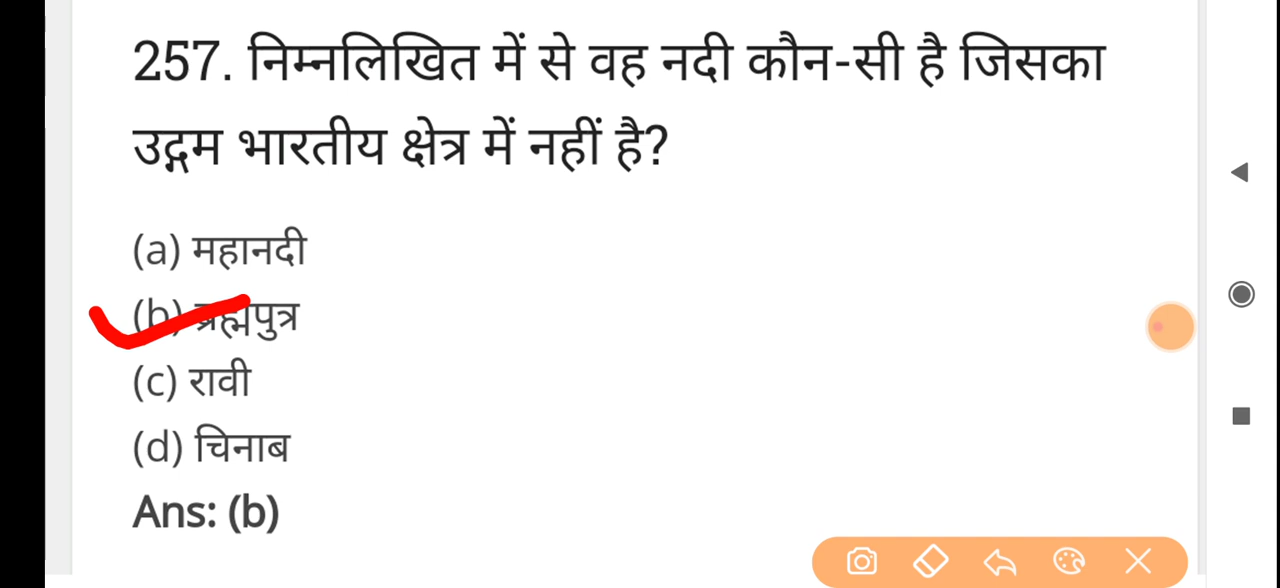 257. निम्नलिखित में से वह नदी कौन-सी है जिसका
उद्गम भारतीय क्षेत्र में नहीं है?
(a) महानदी
(b) ब्रह्मपुत्र
(c) रावी
(d) चिनाब
Ans: (b)